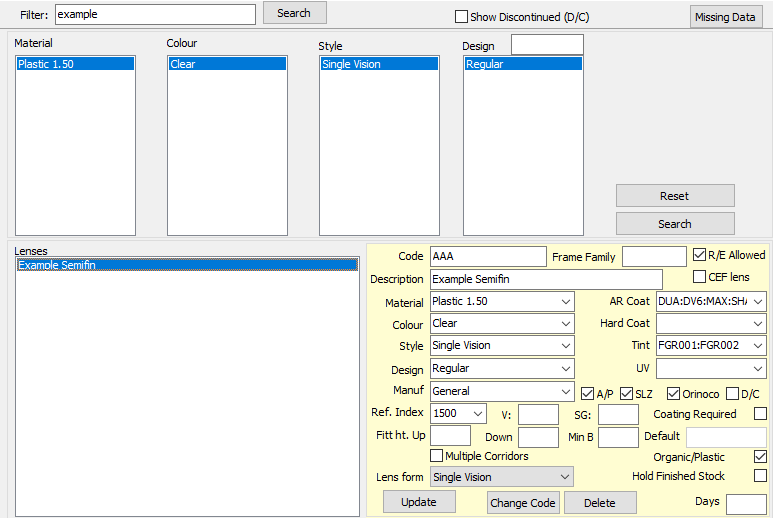 Filter: example Search Show Discontinued (D/C) Missing Data
Material Colour Style Design
Plastic 1.50 Clear Single Vision Regular
Reset
Search
Lenses
Example Semifin
Code AAA Frame Family R/E Allowed
Description Example Semifin CEF lens
Material Plastic 1.50 AR Coat DUA:DV6:MAX:SHA
Colour Clear Hard Coat
Style Single Vision Tint FGR001:FGR002
Design Regular UV
Manuf General A/P SLZ Orinoco D/C
Ref. Index 1500 V: SG: Coating Required
Fitt ht. Up Down Min B Default
Multiple Corridors Organic/Plastic
Lens form Single Vision Hold Finished Stock
Update Change Code Delete Days